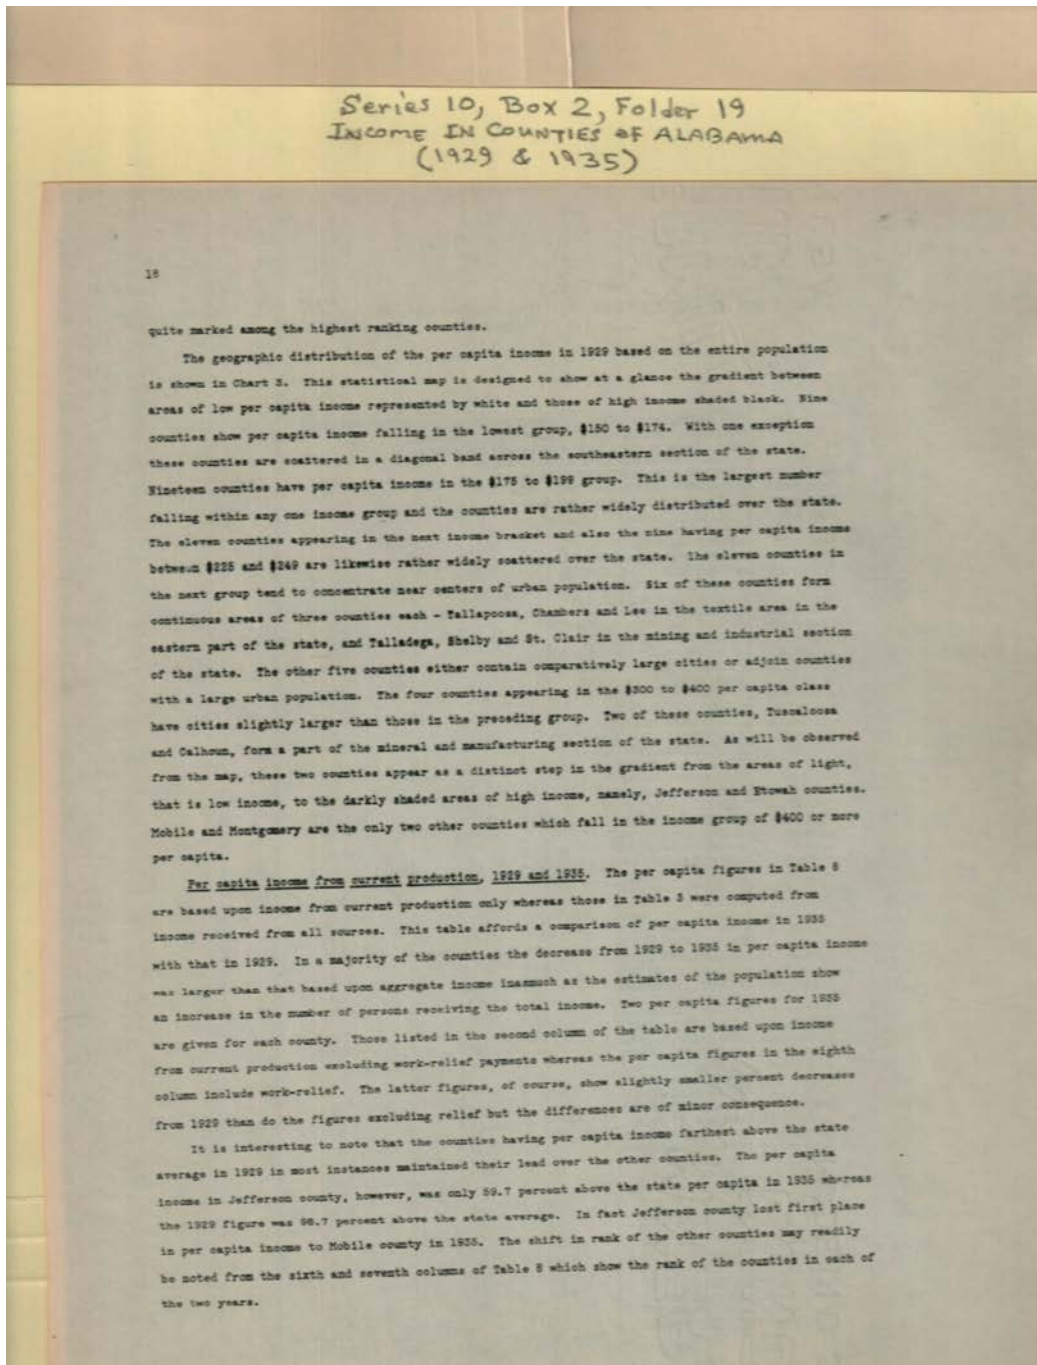 Series 10, Box 2, Folder 19
INCOME IN COUNTIES OF ALABAMA
(1929 & 1935)
18
quite marked among the highest ranking counties.
The geographic distribution of the per capita income in 1929 based on the entire population
is shown in Chart 3. This statistical map is designed to show at a glance the gradient between
areas of low per capita income represented by white and those of high income shaded black. Nine
counties show per capita income falling in the lowest group, $150 to $174. With one exception
these counties are scattered in a diagonal band across the southeastern section of the state.
Nineteen counties have per capita income in the $175 to $199 group. This is the largest number
falling within any one income group and the counties are rather widely distributed over the state.
The eleven counties appearing in the next income bracket and also the nine having per capita income
between $225 and $249 are likewise rather widely scattered over the state. The eleven counties in
the next group tend to concentrate near centers of urban population. Six of these counties form
continuous areas of three counties each - Tallapoosa, Chambers and Lee in the textile area in the
eastern part of the state, and Talladega, Shelby and St. Clair in the mining and industrial section
of the state. The other five counties either contain comparatively large cities or adjoin counties
with a large urban population. The four counties appearing in the $300 to $400 per capita class
have cities slightly larger than those in the preceding group. Two of these counties, Tuscaloosa
and Calhoun, form a part of the mineral and manufacturing section of the state. As will be observed
from the map, these two counties appear as a distinct step in the gradient from the areas of light,
that is low income, to the darkly shaded areas of high income, namely, Jefferson and Etowah counties.
Mobile and Montgomery are the only two other counties which fall in the income group of $400 or more
per capita.
Per capita income from current production, 1929 and 1935. The per capita figures in Table 8
are based upon income from current production only whereas those in Table 3 were computed from
income received from all sources. This table affords a comparison of per capita income in 1935
with that in 1929. In a majority of the counties the decrease from 1929 to 1935 in per capita income
was larger than that based upon aggregate income inasmuch as the estimates of the population show
an increase in the number of persons receiving the total income. Two per capita figures for 1935
are given for each county. Those listed in the second column of the table are based upon income
from current production excluding work-relief payments whereas the per capita figures in the eighth
column include work-relief. The latter figures, of course, show slightly smaller percent decreases
from 1929 than do the figures excluding relief but the differences are of minor consequence.
It is interesting to note that the counties having per capita income farthest above the state
average in 1929 in most instances maintained their lead over the other counties. The per capita
income in Jefferson county, however, was only 59.7 percent above the state per capita in 1935 whereas
the 1929 figure was 98.7 percent above the state average. In fact Jefferson county lost first place
in per capita income to Mobile county in 1935. The shift in rank of the other counties may readily
be noted from the sixth and seventh columns of Table 8 which show the rank of the counties in each of
the two years.